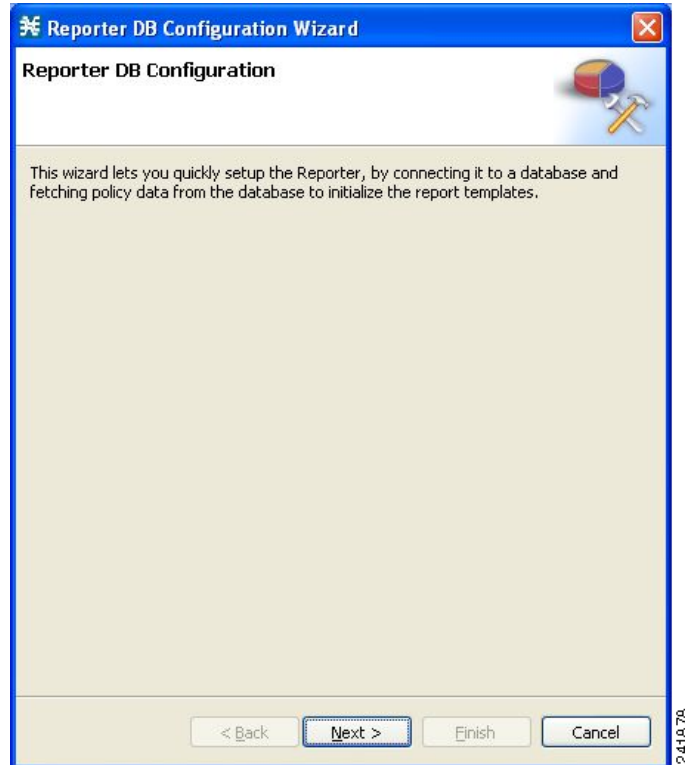 Reporter DB Configuration Wizard
Reporter DB Configuration
This wizard lets you quickly setup the Reporter, by connecting it to a database and
fetching policy data from the database to initialize the report templates.
< Back Next > Finish Cancel
241878